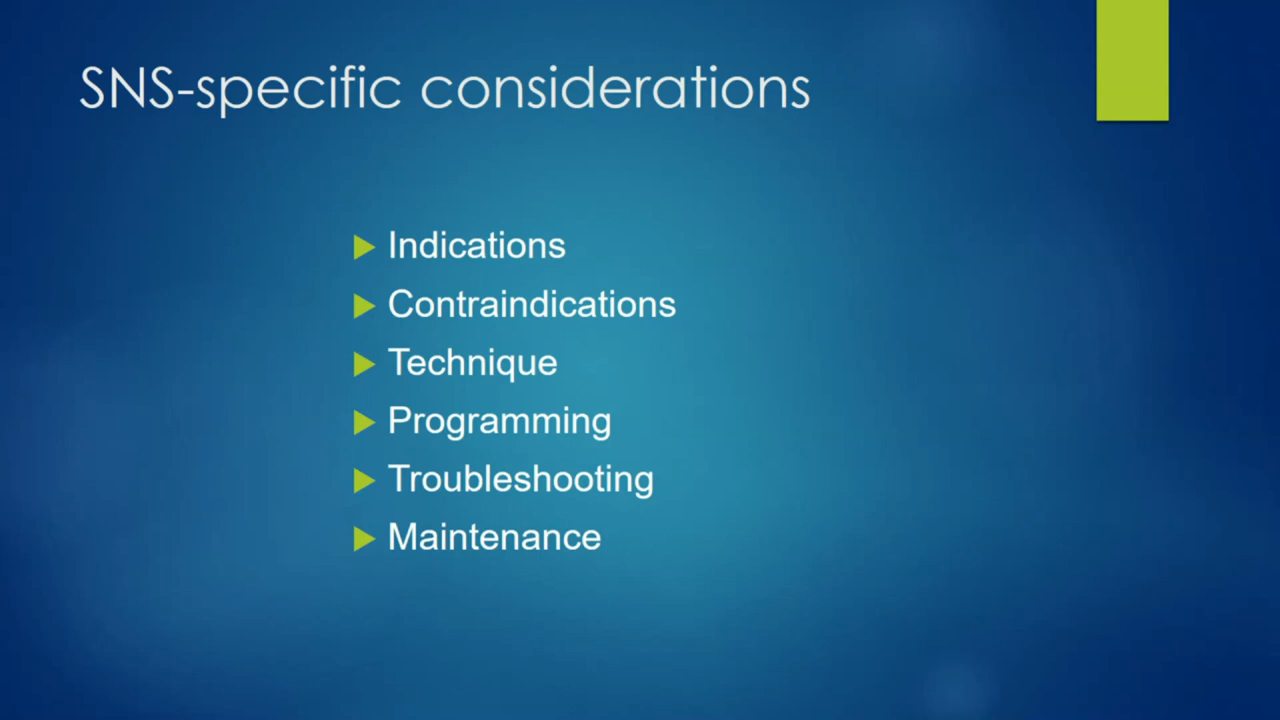 SNS-specific considerations
Indications
Contraindications
Technique
Programming
Troubleshooting
Maintenance